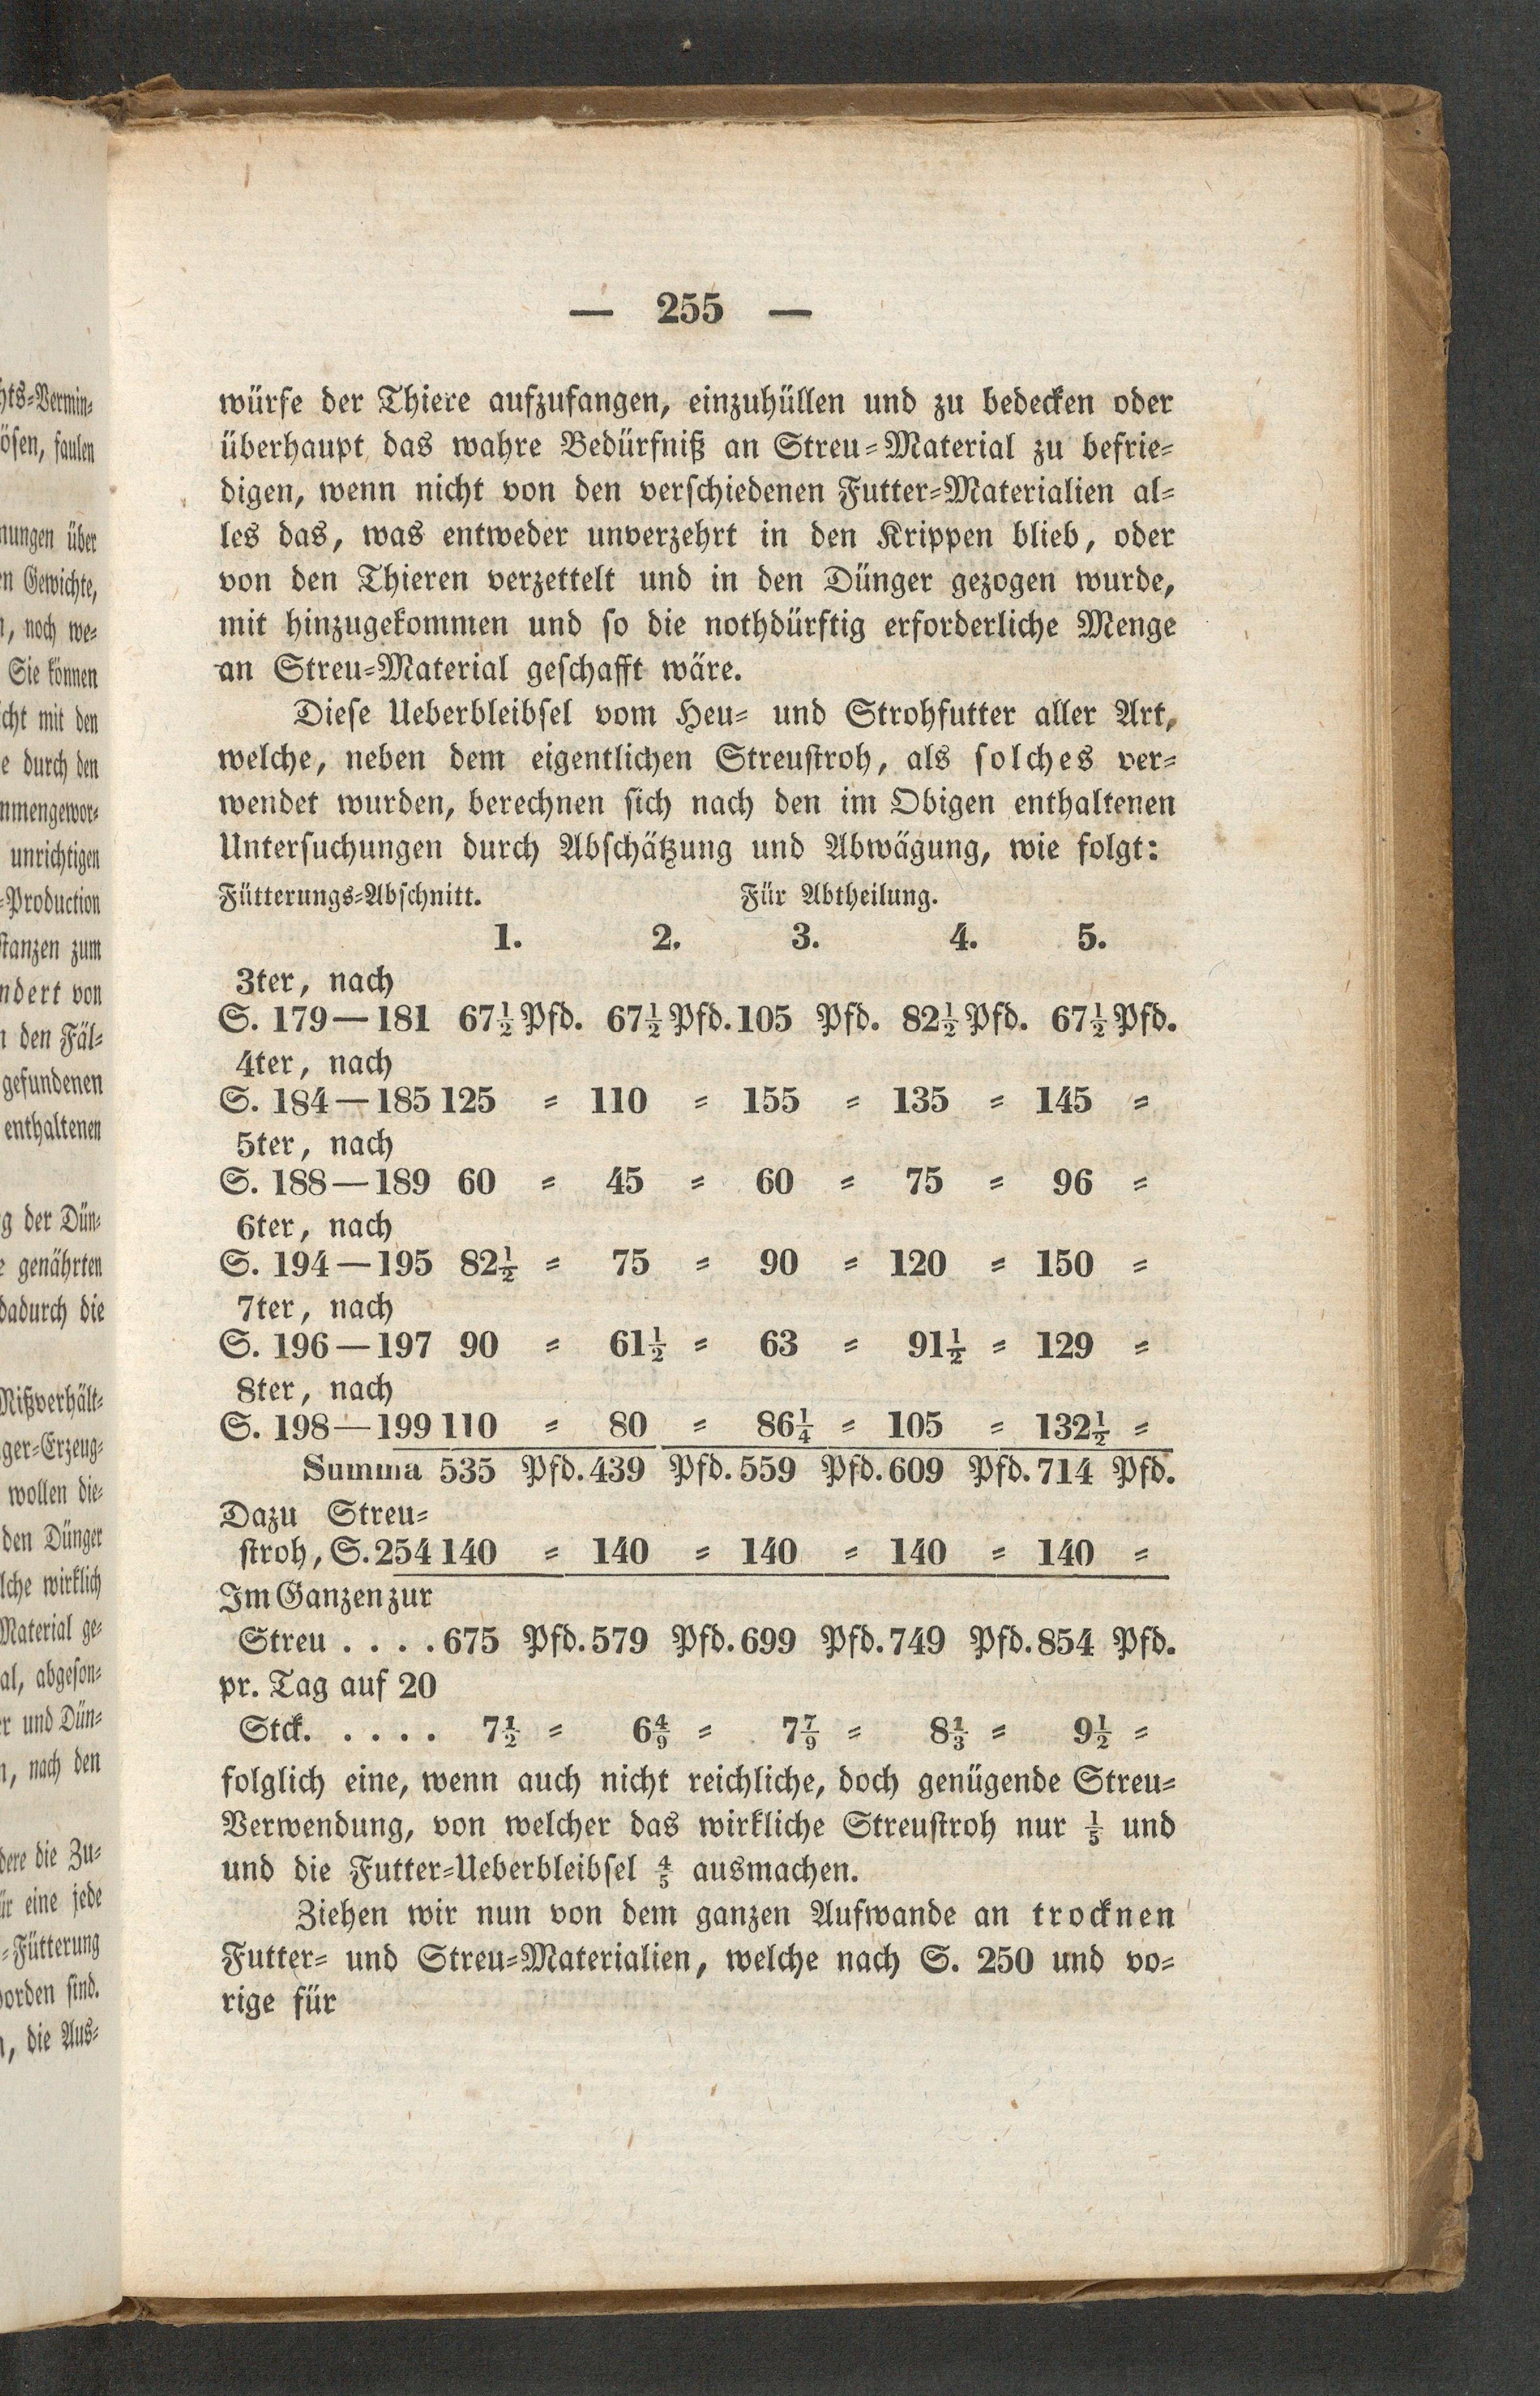 — 255 —
würfe der Thiere aufzufangen, einzuhüllen und zu bedecken oder
überhaupt das wahre Bedürfniß an Streu-Material zu befrie-
digen, wenn nicht von den verschiedenen Futter-Materialien al-
les das, was entweder unverzehrt in den Krippen blieb, oder
von den Thieren verzettelt und in den Dünger gezogen wurde,
mit hinzugekommen und so die nothdürftig erforderliche Menge
an Streu-Material geschafft wäre.
Diese Ueberbleibsel vom Heu- und Strohfutter aller Art,
welche, neben dem eigentlichen Streustroh, als solches ver-
wendet wurden, berechnen sich nach den im Obigen enthaltenen
Untersuchungen durch Abschätzung und Abwägung, wie folgt:
Fütterungs-Abschnitt. Für Abtheilung.
1. 2. 3. 4. 5.
3ter, nach
S. 179—181 67½ Pfd. 67½ Pfd. 105 Pfd. 82½ Pfd. 67½ Pfd.
4ter, nach
S. 184—185 125 = 110 = 155 = 135 = 145 =
5ter, nach
S. 188—189 60 = 45 = 60 = 75 = 96 =
6ter, nach
S. 194—195 82½ = 75 = 90 = 120 = 150 =
7ter, nach
S. 196—197 90 = 61½ = 63 = 91½ = 129 =
8ter, nach
S. 198—199 110 = 80 = 86¼ = 105 = 132½ =
Summa 535 Pfd. 439 Pfd. 559 Pfd. 609 Pfd. 714 Pfd.
Dazu Streu-
stroh, S. 254 140 = 140 = 140 = 140 = 140 =
Im Ganzen zur
Streu . . . . 675 Pfd. 579 Pfd. 699 Pfd. 749 Pfd. 854 Pfd.
pr. Tag auf 20
Stck. . . . . 7½ = 6 4/9 = 7 7/9 = 8⅓ = 9½ =
folglich eine, wenn auch nicht reichliche, doch genügende Streu-
Verwendung, von welcher das wirkliche Streustroh nur ⅕ und
und die Futter-Ueberbleibsel ⅘ ausmachen.
Ziehen wir nun von dem ganzen Aufwande an trocknen
Futter- und Streu-Materialien, welche nach S. 250 und vo-
rige für